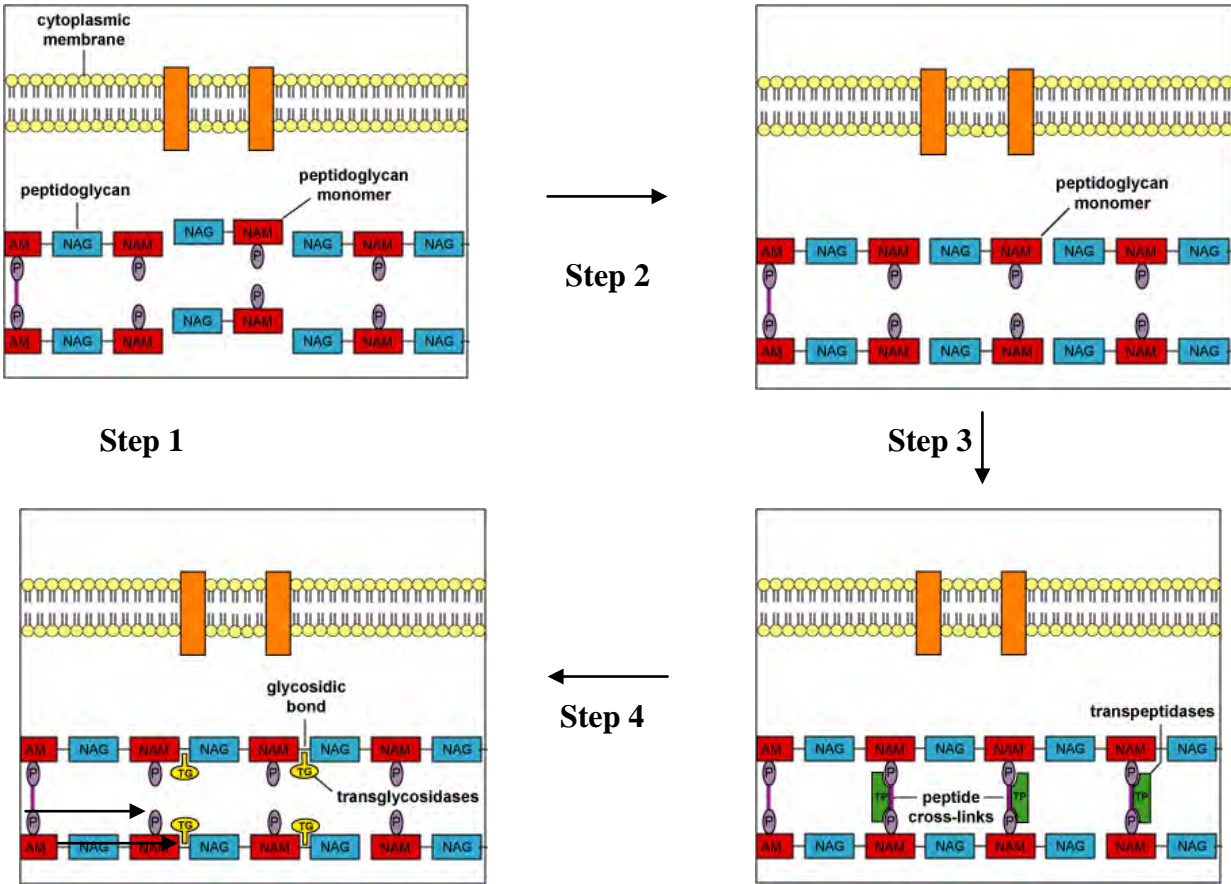 cytoplasmic
membrane
peptidoglycan
peptidoglycan
monomer
NAG
NAM
AM
NAG
NAM
NAG
NAM
NAG
P
P
P
P
P
P
P
P
NAG
NAM
AM
NAG
NAM
NAG
NAM
NAG
Step 1
Step 2
peptidoglycan
monomer
AM
NAG
NAM
NAG
NAM
NAG
NAM
NAG
P
P
P
P
P
P
P
P
AM
NAG
NAM
NAG
NAM
NAG
NAM
NAG
Step 3
transpeptidases
AM
NAG
NAM
NAG
NAM
NAG
NAM
NAG
P
P
P
P
TP
peptide
cross-links
TP
TP
P
P
P
P
AM
NAG
NAM
NAG
NAM
NAG
NAM
NAG
Step 4
glycosidic
bond
AM
NAG
NAM
NAG
NAM
NAG
NAM
NAG
P
P
TG
P
TG
P
transglycosidases
P
P
TG
P
TG
P
AM
NAG
NAM
NAG
NAM
NAG
NAM
NAG